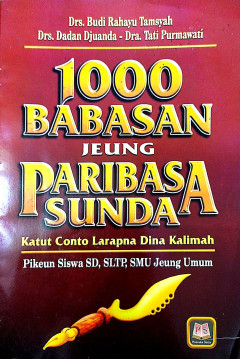 Drs. Budi Rahayu Tamsyah
Drs. Dadan Djuanda - Dra. Tati Purmawati
1000
BABASAN
JEUNG
PARIBASA
SUNDA
Katut Conto Larapna Dina Kalimah
Pikeun Siswa SD, SLTP, SMU Jeung Umum